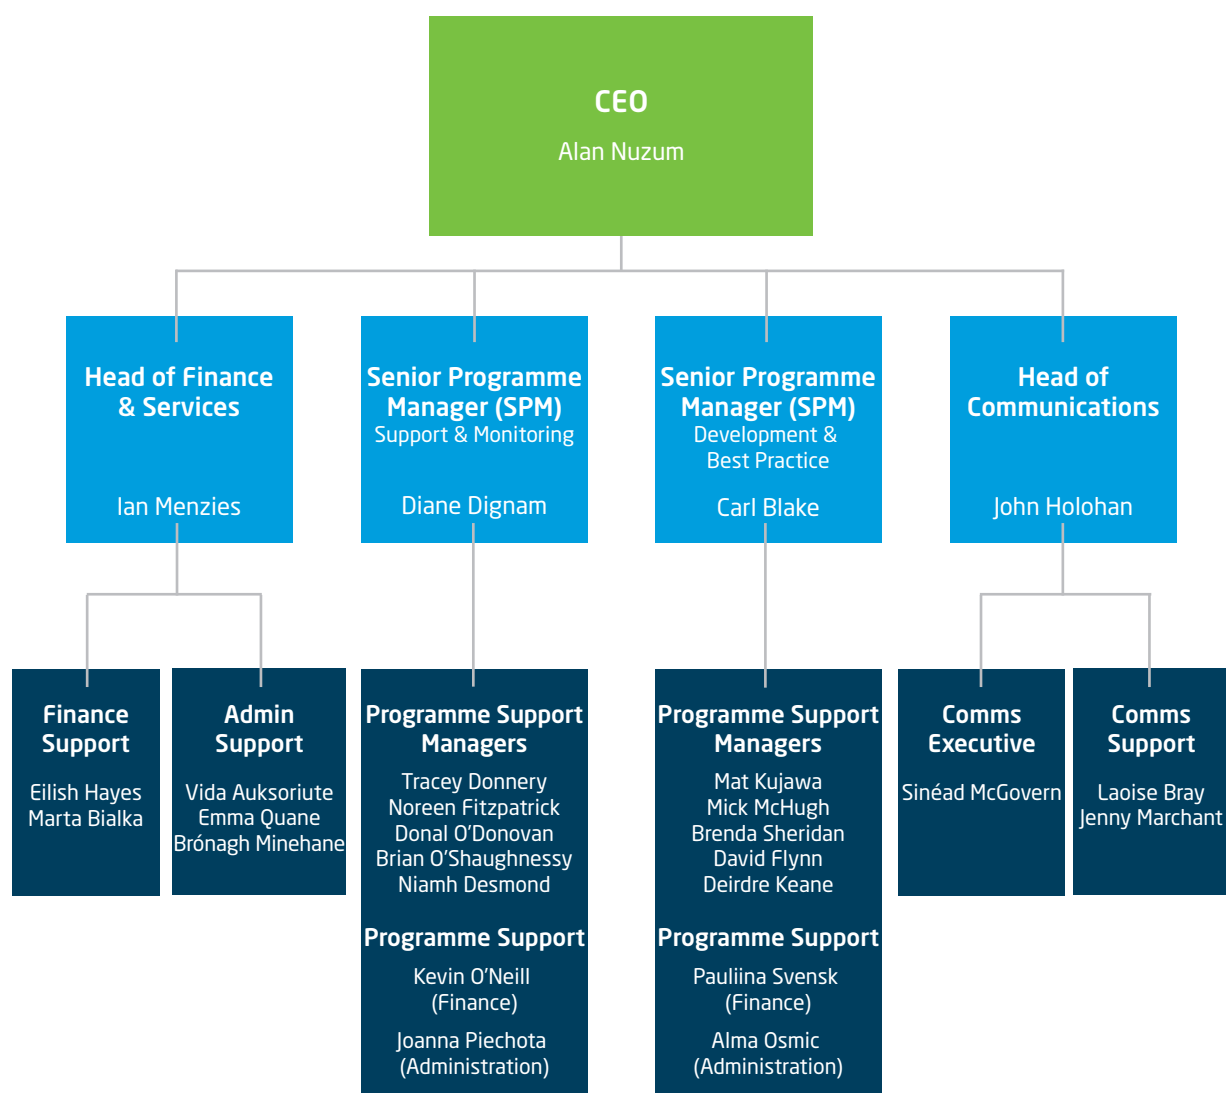 CEO
Alan Nuzum
Head of Finance
& Services
Ian Menzies
Senior Programme
Manager (SPM)
Support & Monitoring
Diane Dignam
Senior Programme
Manager (SPM)
Development &
Best Practice
Carl Blake
Head of
Communications
John Holohan
Finance
Support
Eilish Hayes
Marta Bialka
Admin
Support
Vida Auksoriute
Emma Quane
Brónagh Minehane
Programme Support
Managers
Tracey Donnery
Noreen Fitzpatrick
Donal O'Donovan
Brian O'Shaughnessy
Niamh Desmond
Programme Support
Kevin O'Neill
(Finance)
Joanna Piechota
(Administration)
Programme Support
Managers
Mat Kujawa
Mick McHugh
Brenda Sheridan
David Flynn
Deirdre Keane
Programme Support
Pauliina Svensk
(Finance)
Alma Osmic
(Administration)
Comms
Executive
Sinéad McGovern
Comms
Support
Laoise Bray
Jenny Marchant